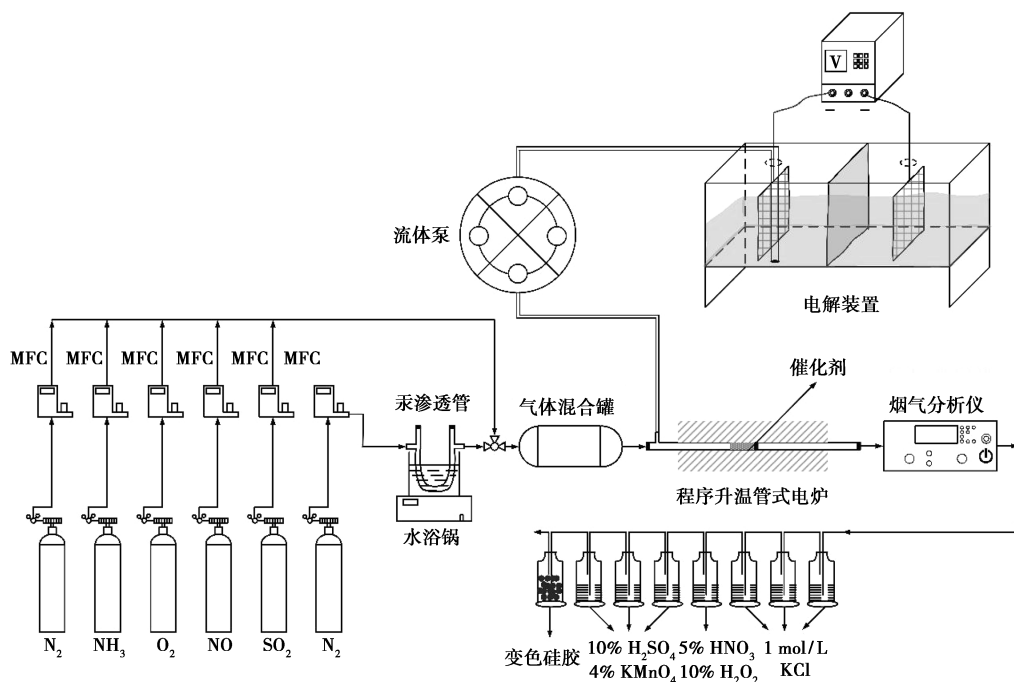 V
流体泵
电解装置
MFC MFC MFC MFC MFC MFC
汞渗透管
气体混合罐
催化剂
烟气分析仪
水浴锅
程序升温管式电炉
N₂ NH₃ O₂ NO SO₂ N₂
变色硅胶
10% H₂SO₄ 5% HNO₃ 1 mol/L
4% KMnO₄ 10% H₂O₂ KCl